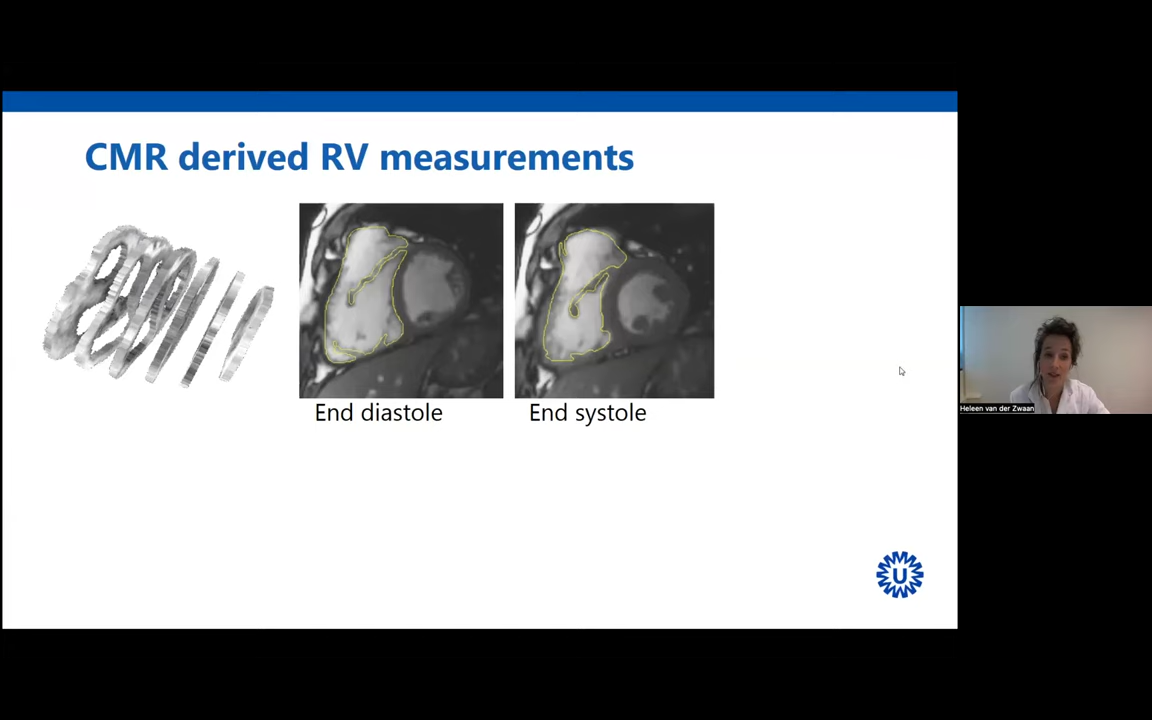 CMR derived RV measurements
End diastole
End systole
Heleen van der Zwaan
U